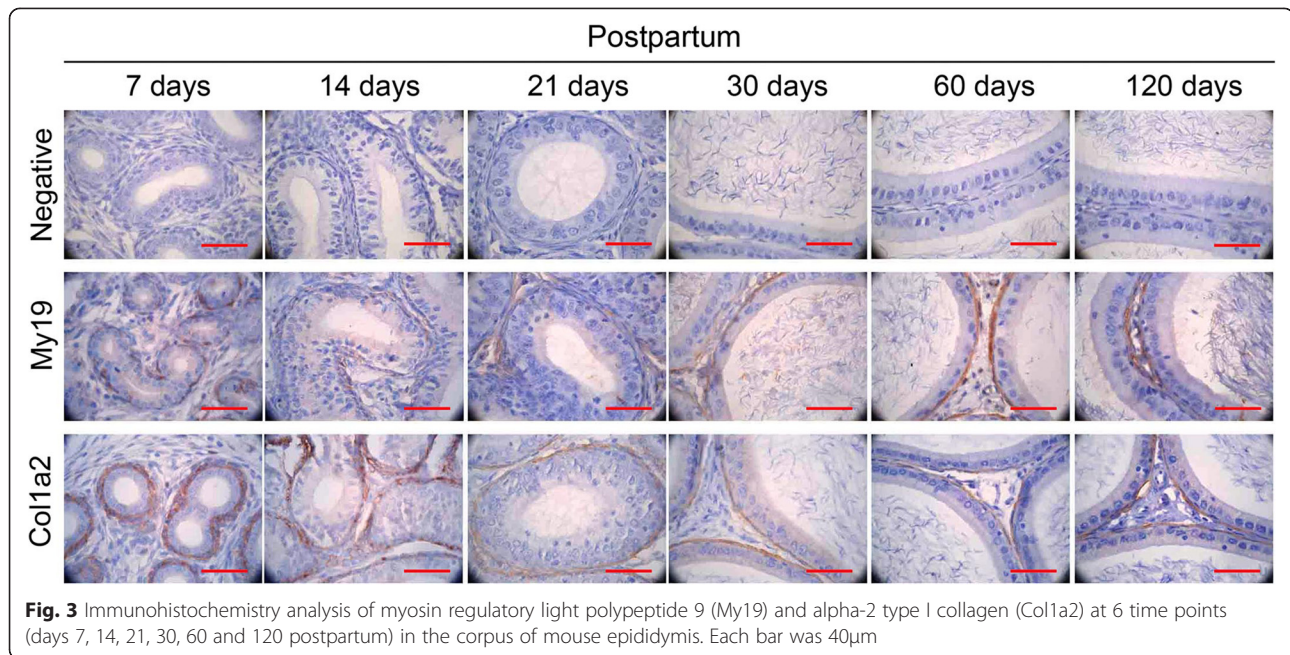 Postpartum
7 days 14 days 21 days 30 days 60 days 120 days
Negative
My19
Col1a2
Fig. 3 Immunohistochemistry analysis of myosin regulatory light polypeptide 9 (My19) and alpha-2 type I collagen (Col1a2) at 6 time points
(days 7, 14, 21, 30, 60 and 120 postpartum) in the corpus of mouse epididymis. Each bar was 40μm